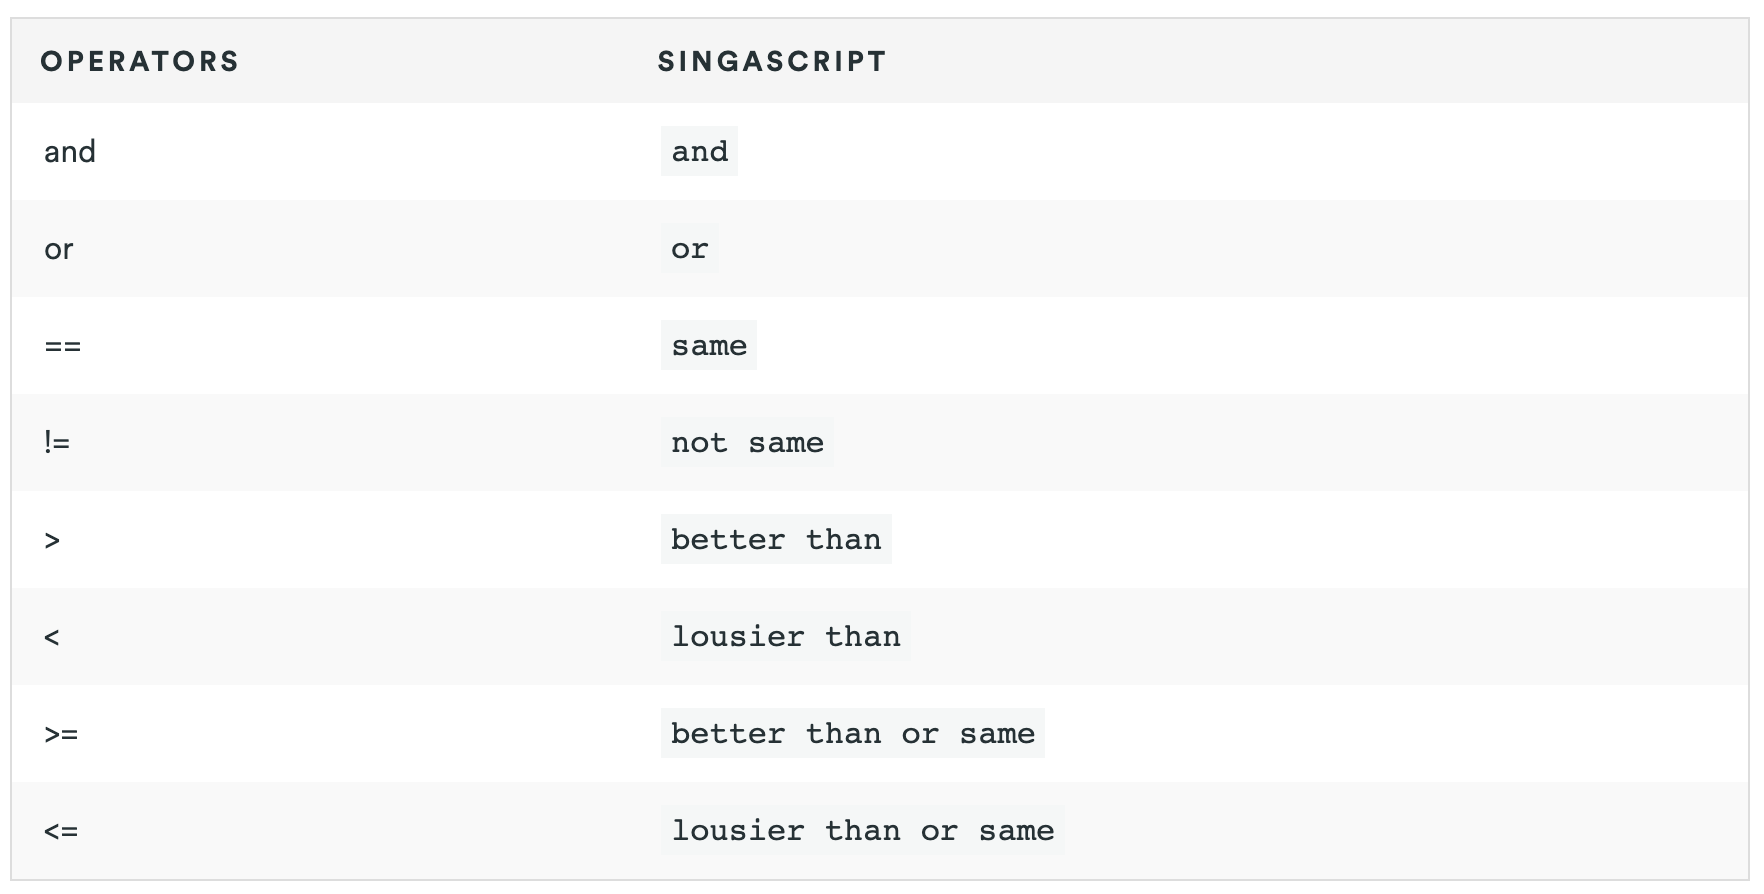 OPERATORS SINGASCRIPT
and and
or or
== same
!= not same
> better than
< lousier than
>= better than or same
<= lousier than or same